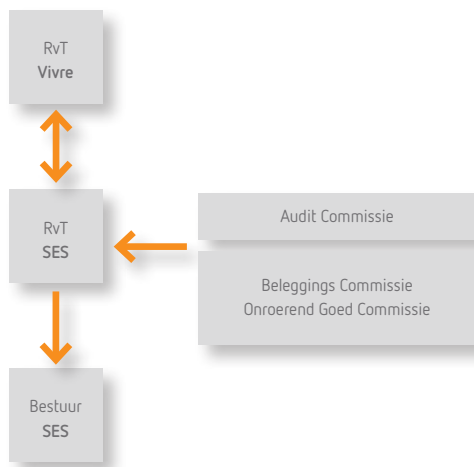 RvT
Vivre
RvT
SES
Audit Commissie
Beleggings Commissie
Onroerend Goed Commissie
Bestuur
SES